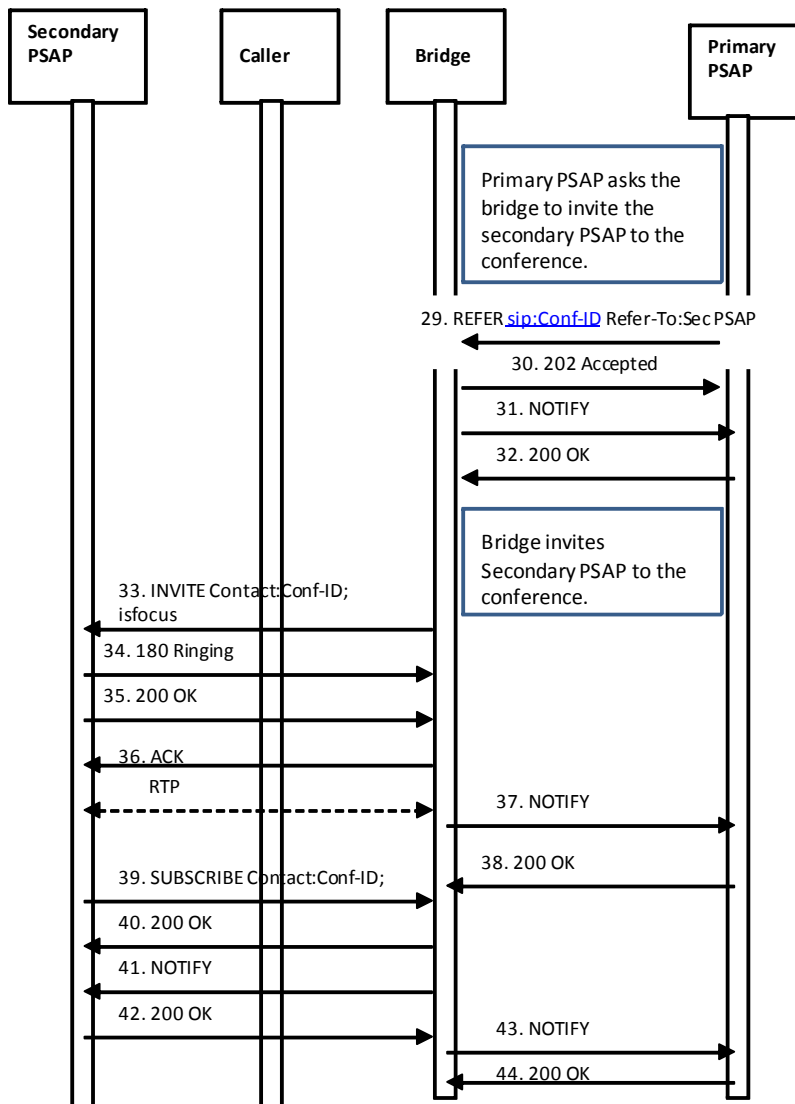 Secondary
PSAP
Caller
Bridge
Primary
PSAP
Primary PSAP asks the
bridge to invite the
secondary PSAP to the
conference.
29. REFER sip:Conf-ID Refer-To:Sec PSAP
30. 202 Accepted
31. NOTIFY
32. 200 OK
Bridge invites
Secondary PSAP to the
conference.
33. INVITE Contact:Conf-ID;
isfocus
34. 180 Ringing
35. 200 OK
36. ACK
RTP
37. NOTIFY
38. 200 OK
39. SUBSCRIBE Contact:Conf-ID;
40. 200 OK
41. NOTIFY
42. 200 OK
43. NOTIFY
44. 200 OK